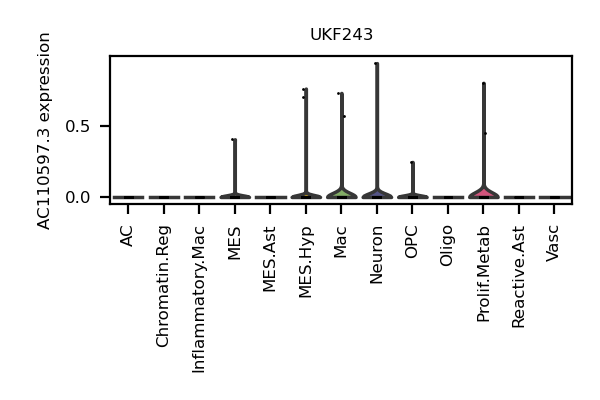 UKF243
AC110597.3 expression
0.5
0.0
AC
Chromatin.Reg
Inflammatory.Mac
MES
MES.Ast
MES.Hyp
Mac
Neuron
OPC
Oligo
Prolif.Metab
Reactive.Ast
Vasc